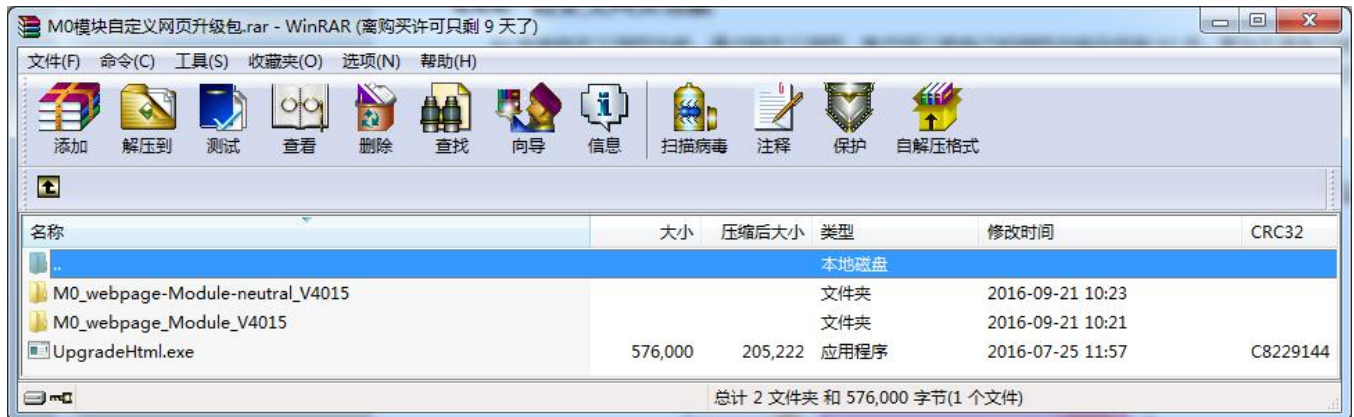 M0模块自定义网页升级包.rar - WinRAR (离购买许可只剩 9 天了)
文件(F) 命令(C) 工具(S) 收藏夹(O) 选项(N) 帮助(H)
添加 解压到 测试 查看 删除 查找 向导 信息 扫描病毒 注释 保护 自解压格式
名称 大小 压缩后大小 类型 修改时间 CRC32
.. 本地磁盘
M0_webpage-Module-neutral_V4015 文件夹 2016-09-21 10:23
M0_webpage_Module_V4015 文件夹 2016-09-21 10:21
UpgradeHtml.exe 576,000 205,222 应用程序 2016-07-25 11:57 C8229144
总计 2 文件夹 和 576,000 字节(1 个文件)